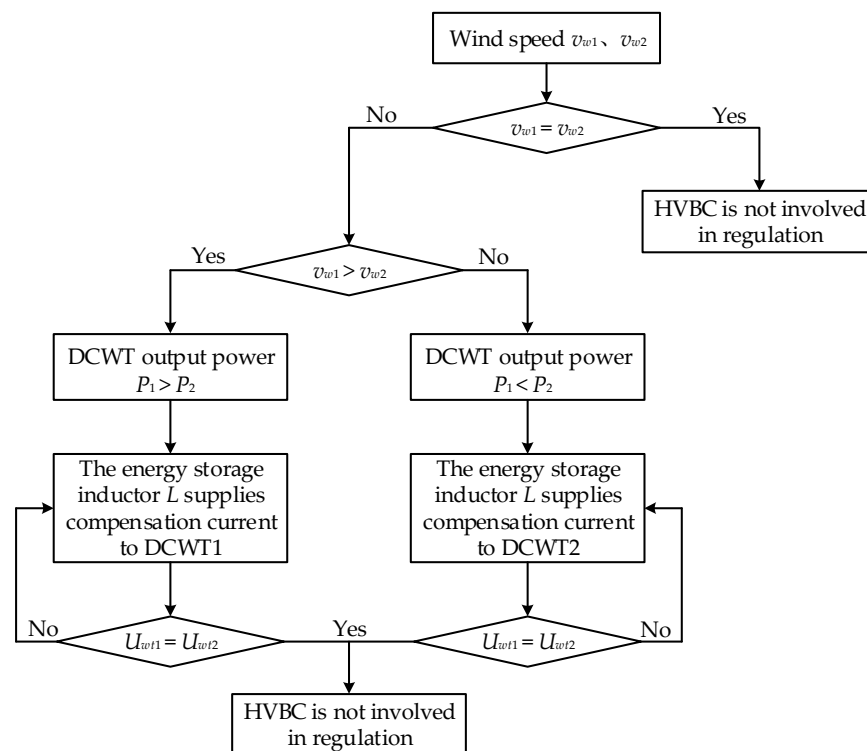 Wind speed vw1、vw2
No
Yes
vw1 = vw2
HVBC is not involved
in regulation
Yes
No
vw1 > vw2
DCWT output power
P1 > P2
DCWT output power
P1 < P2
The energy storage
inductor L supplies
compensation current
to DCWT1
The energy storage
inductor L supplies
compensation current
to DCWT2
No
Uwt1 = Uwt2
Yes
Uwt1 = Uwt2
No
HVBC is not involved
in regulation